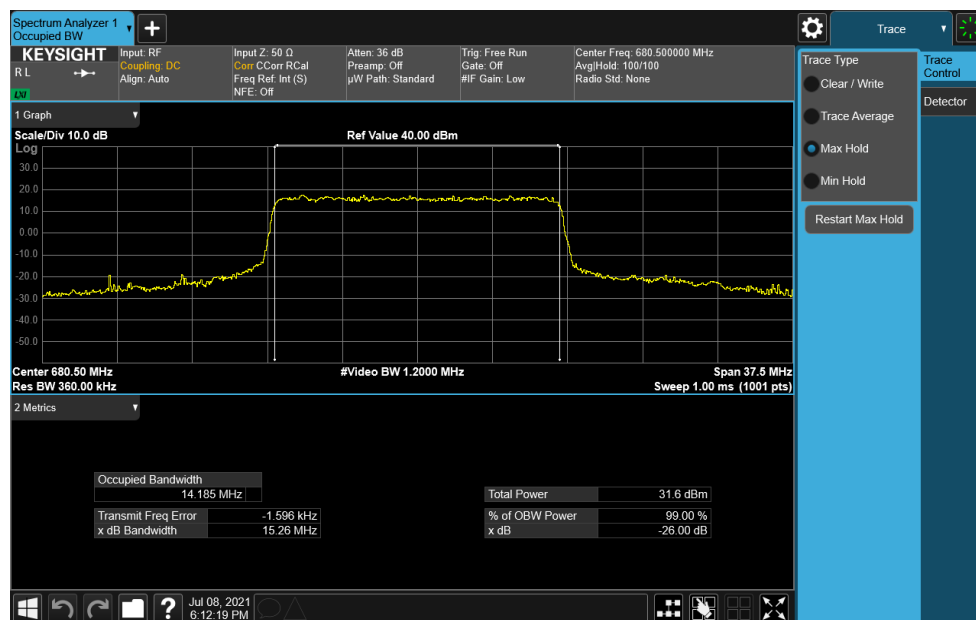 Spectrum Analyzer 1
Occupied BW
Trace
KEYSIGHT
R L
LXI
Input: RF
Coupling: DC
Align: Auto
Input Z: 50 Ω
Corr CCorr RCal
Freq Ref: Int (S)
NFE: Off
Atten: 36 dB
Preamp: Off
µW Path: Standard
Trig: Free Run
Gate: Off
#IF Gain: Low
Center Freq: 680.500000 MHz
Avg|Hold: 100/100
Radio Std: None
Trace Type
Clear / Write
Trace Average
Max Hold
Min Hold
Restart Max Hold
Trace
Control
Detector
1 Graph
Scale/Div 10.0 dB
Ref Value 40.00 dBm
Log
30.0
20.0
10.0
0.00
-10.0
-20.0
-30.0
-40.0
-50.0
Center 680.50 MHz
#Video BW 1.2000 MHz
Span 37.5 MHz
Res BW 360.00 kHz
Sweep 1.00 ms (1001 pts)
2 Metrics
Occupied Bandwidth
14.185 MHz
Total Power 31.6 dBm
Transmit Freq Error -1.596 kHz
% of OBW Power 99.00 %
x dB Bandwidth 15.26 MHz
x dB -26.00 dB
?
Jul 08, 2021
6:12:19 PM